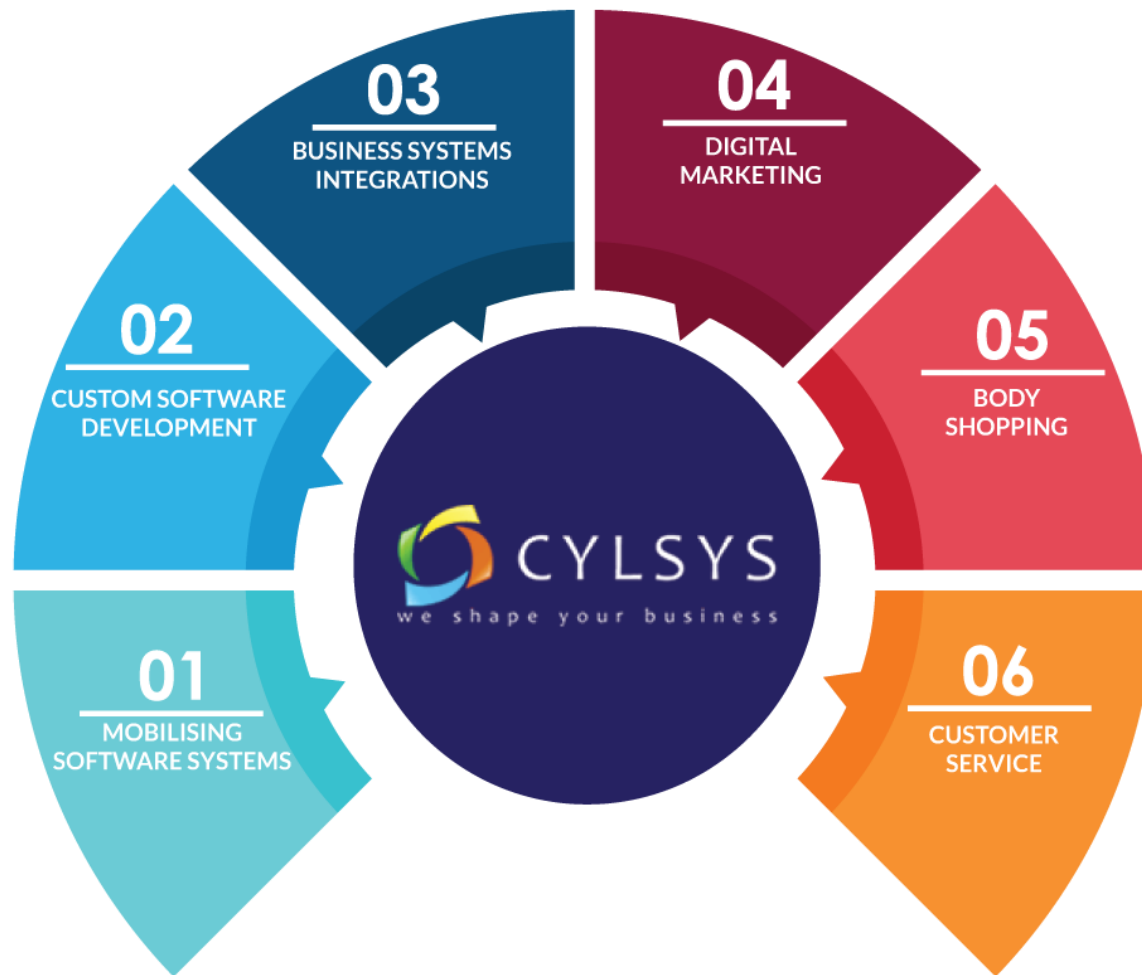 01
MOBILISING
SOFTWARE SYSTEMS
02
CUSTOM SOFTWARE
DEVELOPMENT
03
BUSINESS SYSTEMS
INTEGRATIONS
04
DIGITAL
MARKETING
05
BODY
SHOPPING
06
CUSTOMER
SERVICE
CYLSYS
we shape your business